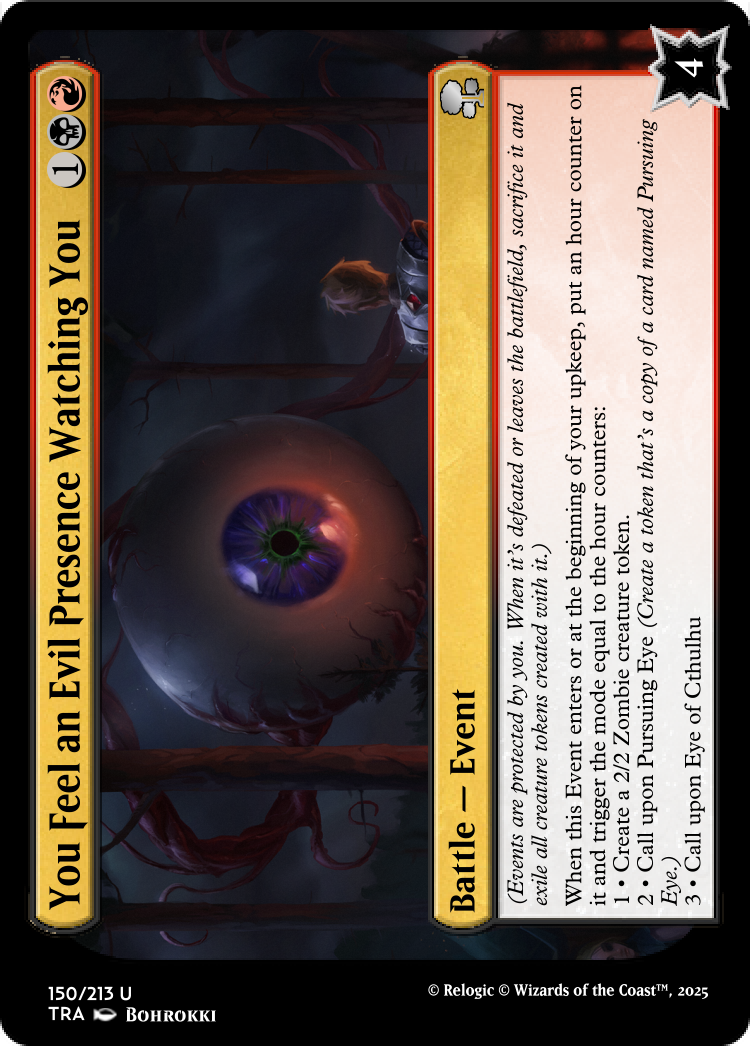 You Feel an Evil Presence Watching You 1
Battle — Event
(Events are protected by you. When it's defeated or leaves the battlefield, sacrifice it and
exile all creature tokens created with it.)
When this Event enters or at the beginning of your upkeep, put an hour counter on
it and trigger the mode equal to the hour counters:
1 • Create a 2/2 Zombie creature token.
2 • Call upon Pursuing Eye (Create a token that's a copy of a card named Pursuing
Eye.)
3 • Call upon Eye of Cthulhu
4
150/213 U
TRA BOHROKKI
© Relogic © Wizards of the Coast™, 2025